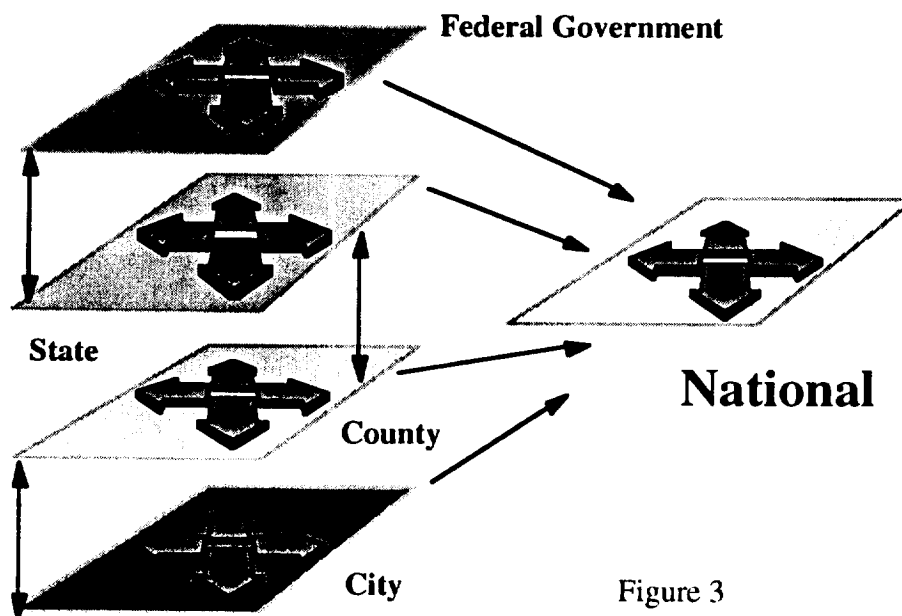 Federal Government
State
National
County
City
Figure 3